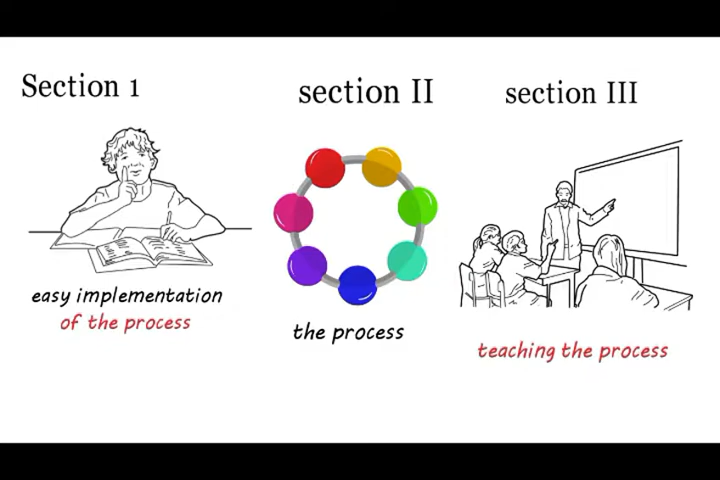 Section 1
easy implementation
of the process
section II
the process
section III
teaching the process